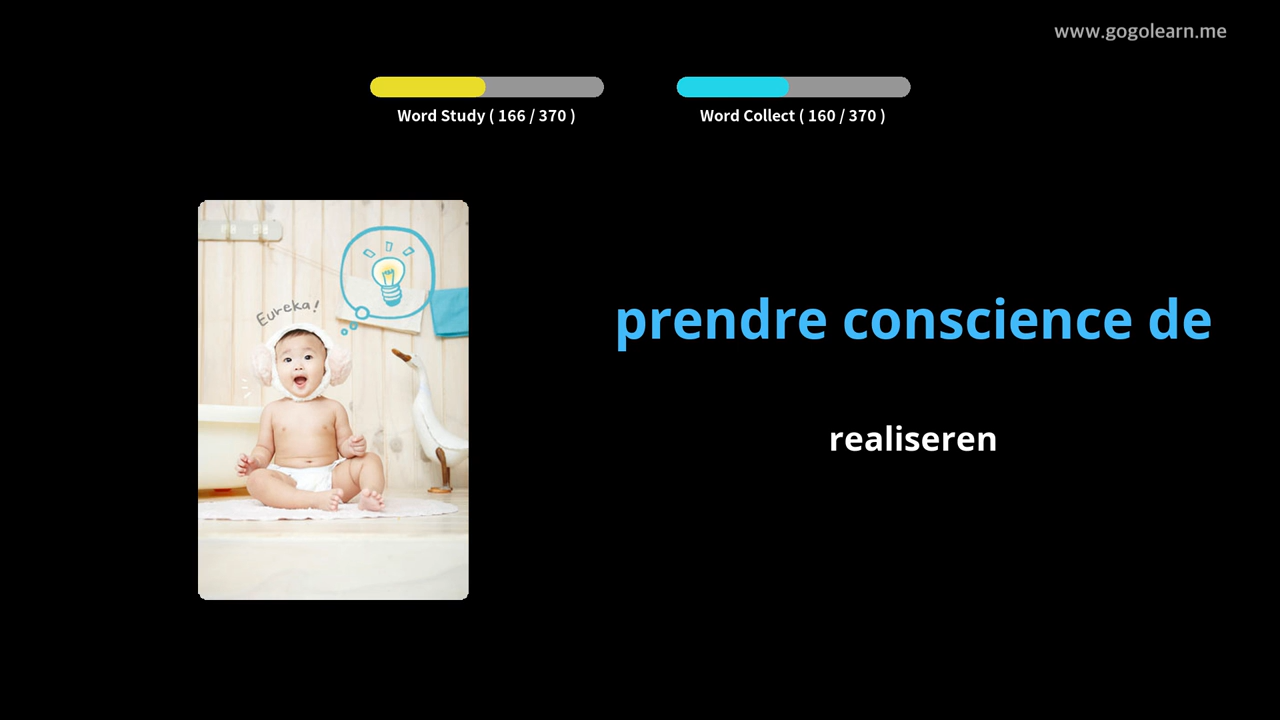 www.gogolearn.me
Word Study ( 166 / 370 )
Word Collect ( 160 / 370 )
Eureka!
prendre conscience de
realiseren